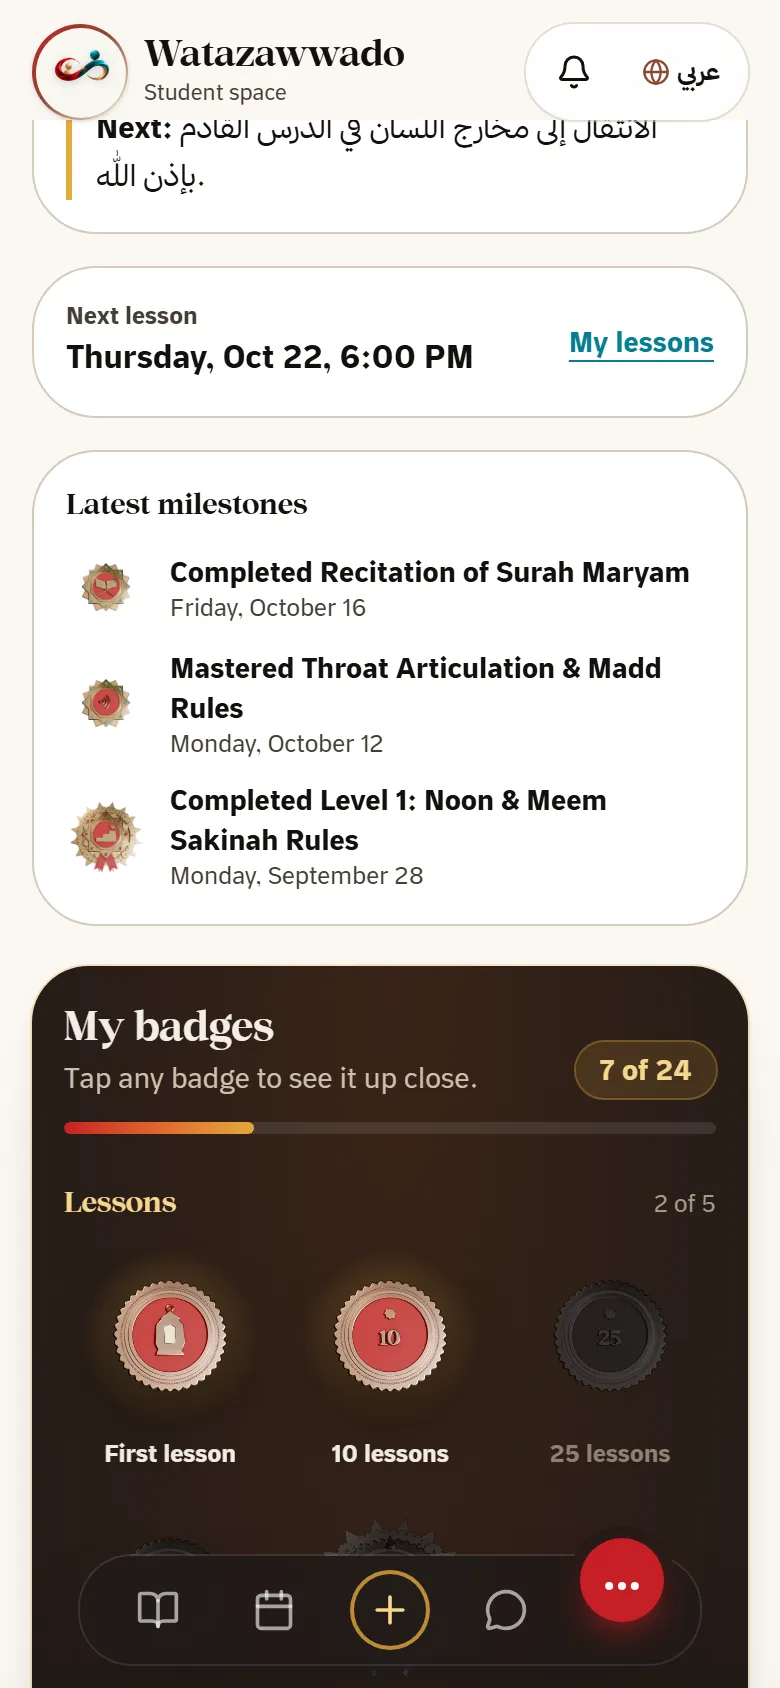 Watazawwado
Student space
عربي
Next: الانتقال إلى مخارج اللسان في الدرس القادم
بإذن الله.
Next lesson
Thursday, Oct 22, 6:00 PM
My lessons
Latest milestones
Completed Recitation of Surah Maryam
Friday, October 16
Mastered Throat Articulation & Madd
Rules
Monday, October 12
Completed Level 1: Noon & Meem
Sakinah Rules
Monday, September 28
My badges
Tap any badge to see it up close.
7 of 24
Lessons
2 of 5
10
25
First lesson
10 lessons
25 lessons